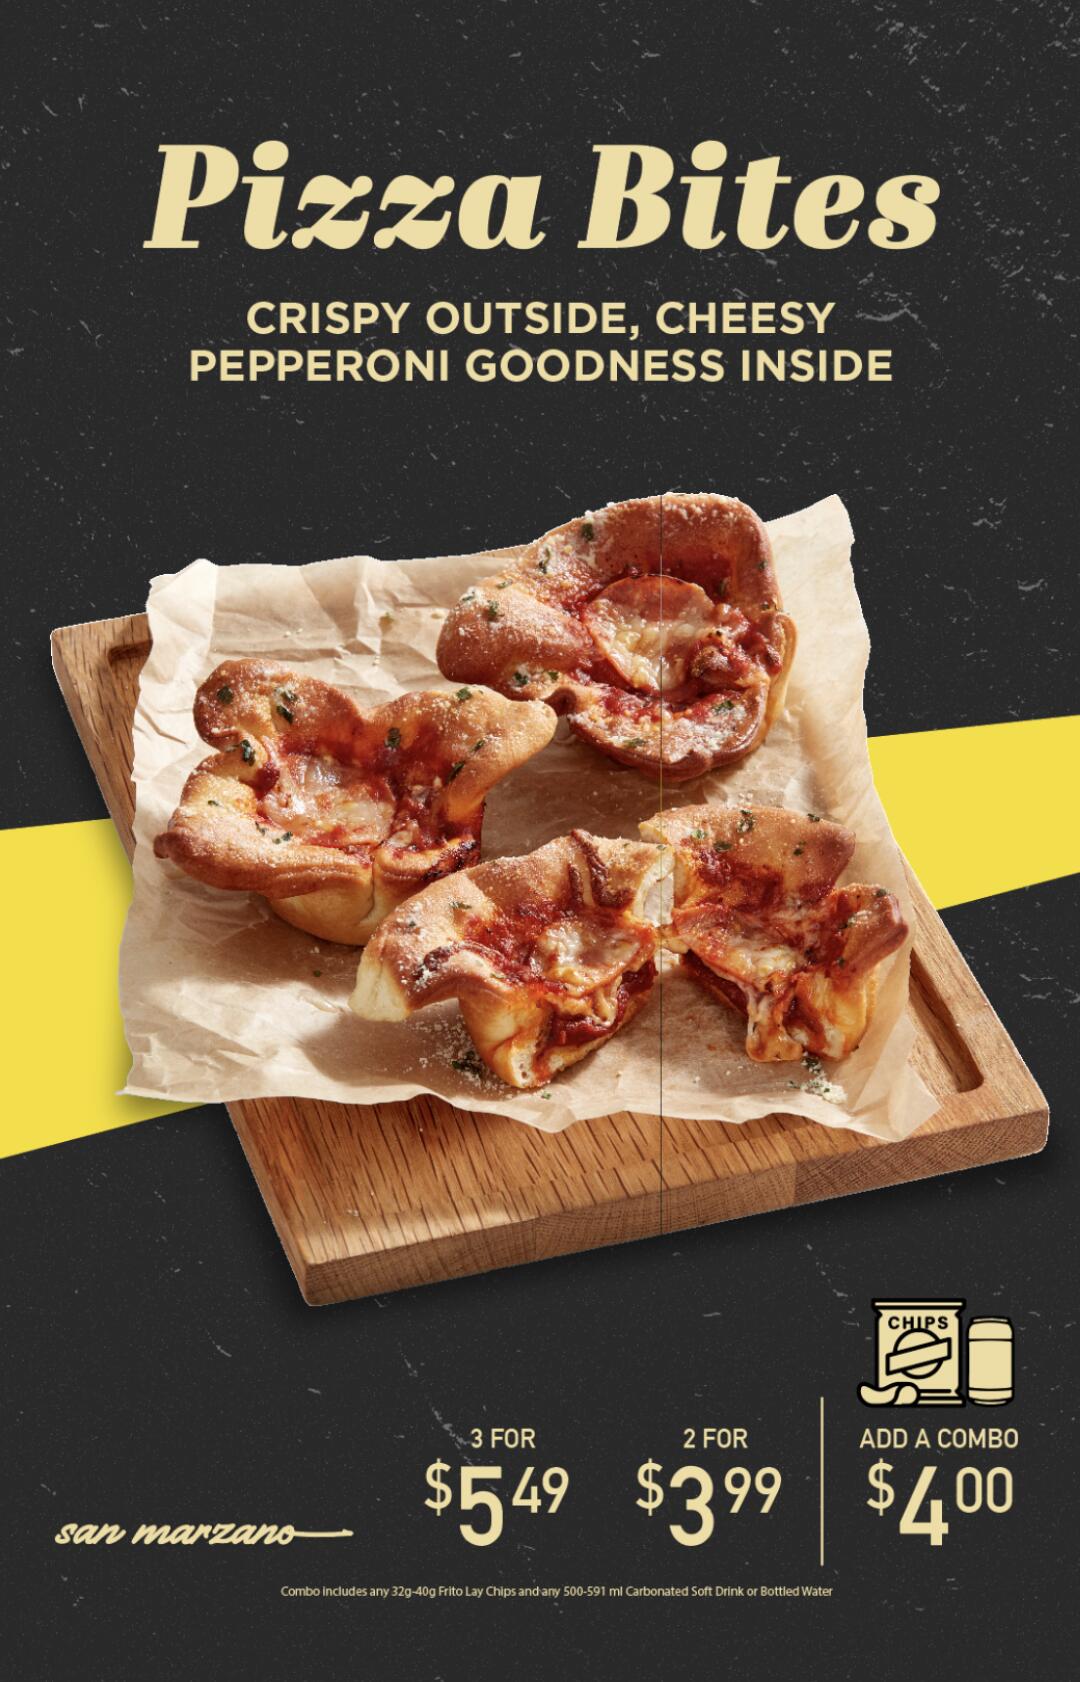 Pizza Bites
CRISPY OUTSIDE, CHEESY
PEPPERONI GOODNESS INSIDE
CHIPS
3 FOR
$5 49
2 FOR
$3 99
ADD A COMBO
$4 00
san marzano
Combo includes any 32g-40g Frito Lay Chips and any 500-591 ml Carbonated Soft Drink or Bottled Water